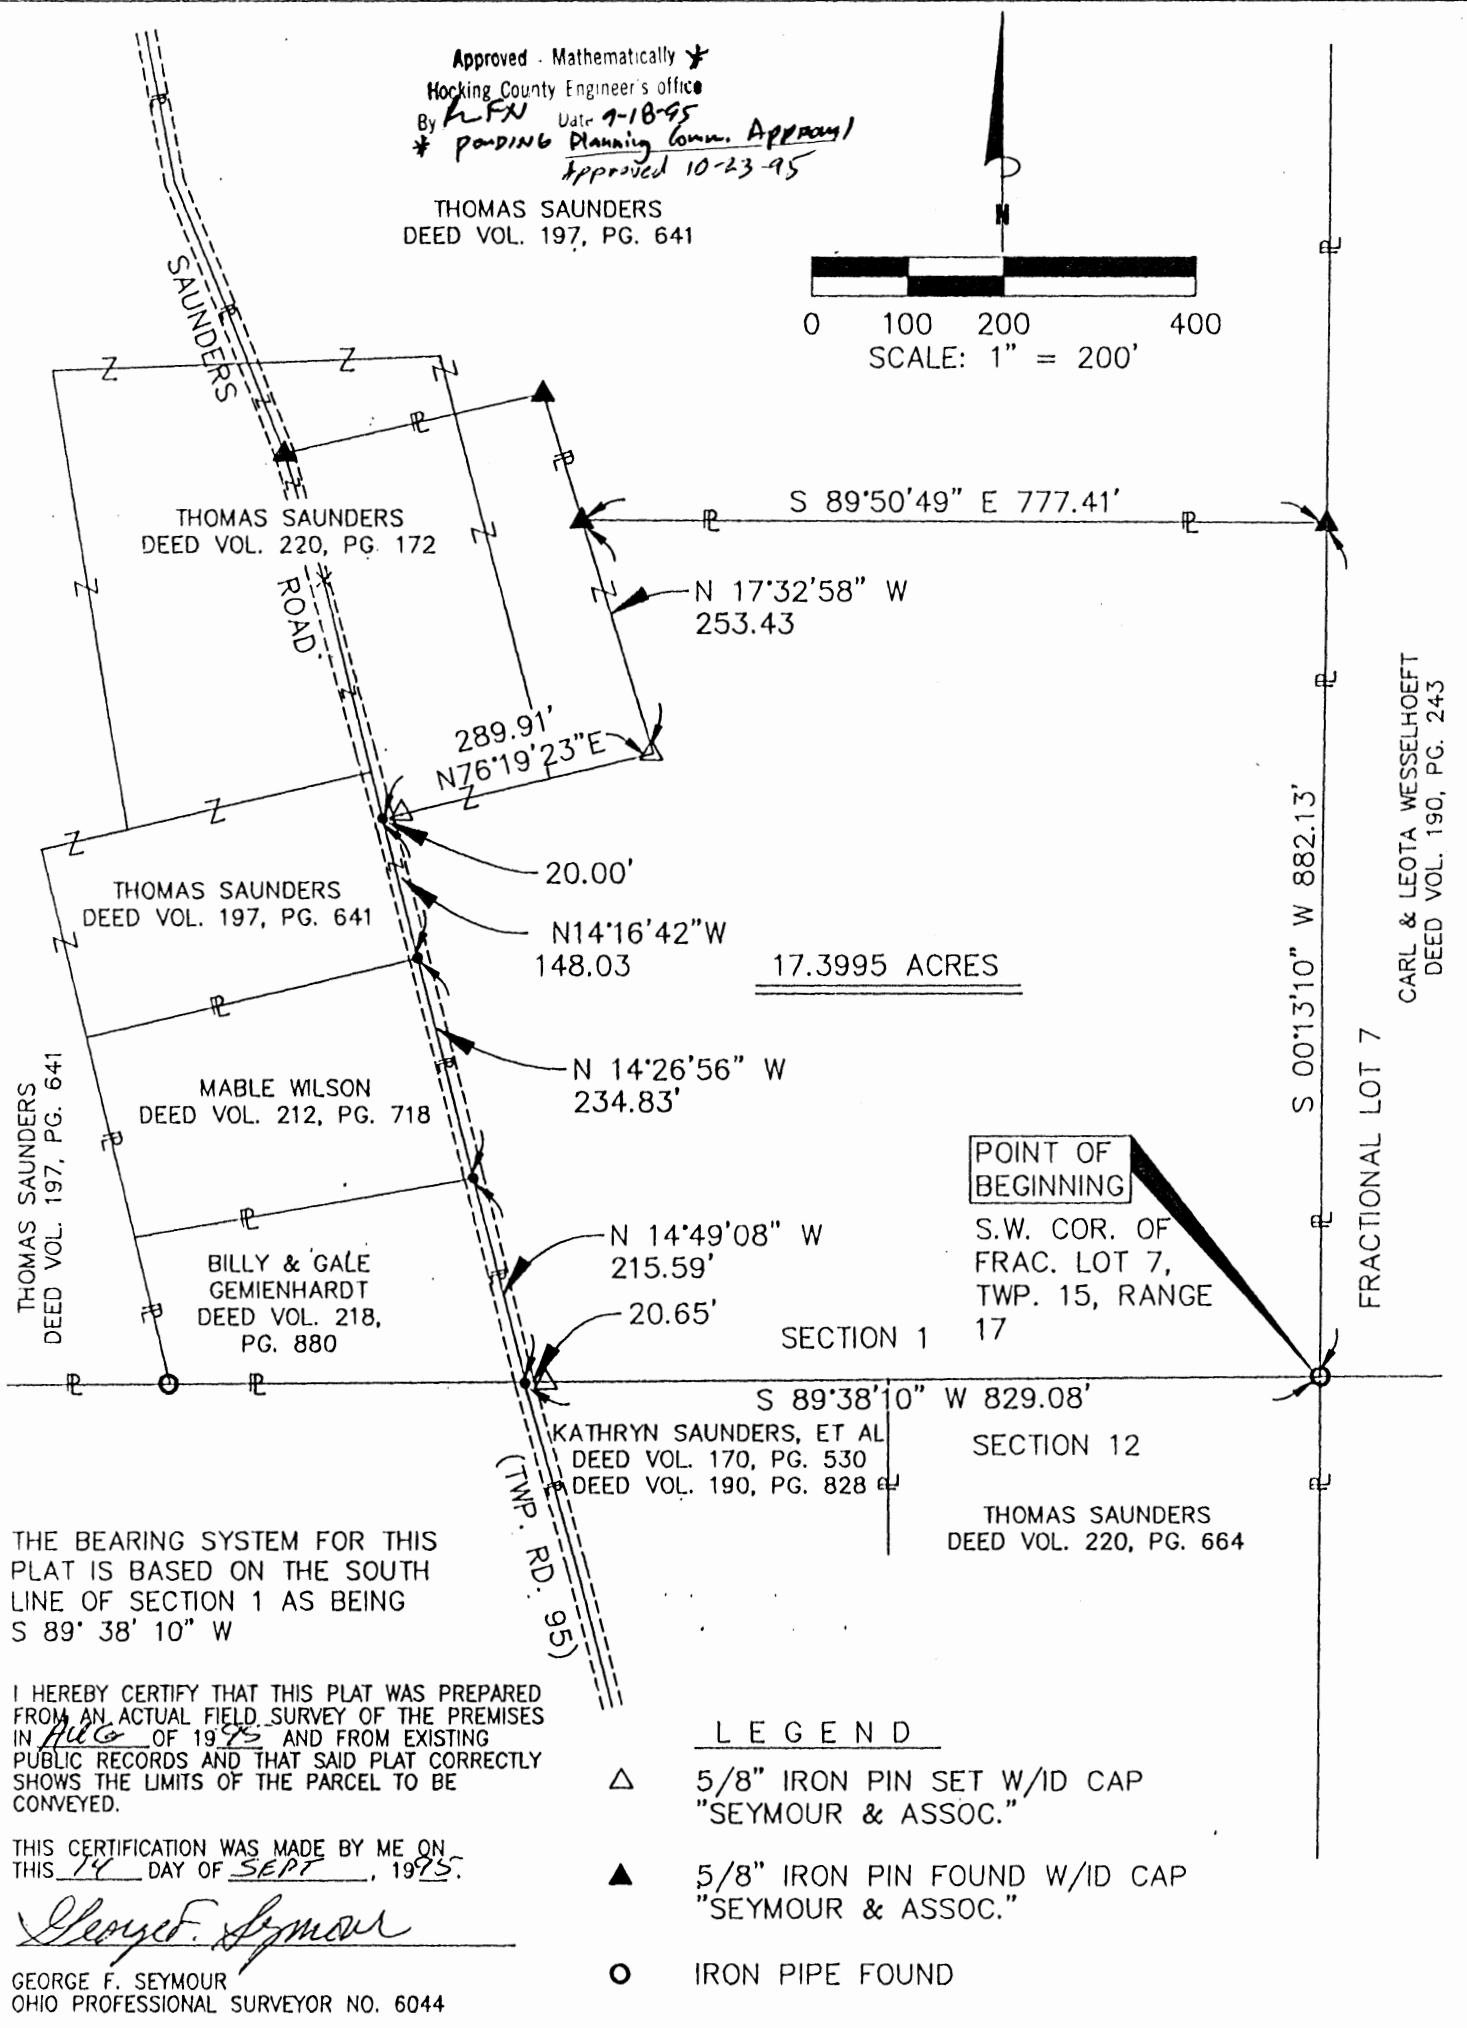 Approved - Mathematically *
Hocking County Engineer's office
By Date 9-18-95
* PENDING Planning Comm. Approval
Approved 10-23-95
THOMAS SAUNDERS
DEED VOL. 197, PG. 641
N
0 100 200 400
SCALE: 1" = 200'
SAUNDERS
ROAD
THOMAS SAUNDERS
DEED VOL. 220, PG. 172
S 89°50'49" E 777.41'
N 17°32'58" W
253.43
289.91'
N76°19'23"E
20.00'
THOMAS SAUNDERS
DEED VOL. 197, PG. 641
N14°16'42"W
148.03
17.3995 ACRES
S 00°13'10" W 882.13'
CARL & LEOTA WESSELHOEFT
DEED VOL. 190, PG. 243
FRACTIONAL LOT 7
N 14°26'56" W
234.83'
MABLE WILSON
DEED VOL. 212, PG. 718
THOMAS SAUNDERS
DEED VOL. 197, PG. 641
POINT OF
BEGINNING
S.W. COR. OF
FRAC. LOT 7,
TWP. 15, RANGE
17
N 14°49'08" W
215.59'
BILLY & GALE
GEMIENHARDT
DEED VOL. 218,
PG. 880
20.65'
SECTION 1
S 89°38'10" W 829.08'
KATHRYN SAUNDERS, ET AL
DEED VOL. 170, PG. 530
DEED VOL. 190, PG. 828
SECTION 12
THOMAS SAUNDERS
DEED VOL. 220, PG. 664
(TWP. RD. 95)
THE BEARING SYSTEM FOR THIS
PLAT IS BASED ON THE SOUTH
LINE OF SECTION 1 AS BEING
S 89° 38' 10" W
I HEREBY CERTIFY THAT THIS PLAT WAS PREPARED
FROM AN ACTUAL FIELD SURVEY OF THE PREMISES
IN AUG OF 1995 AND FROM EXISTING
PUBLIC RECORDS AND THAT SAID PLAT CORRECTLY
SHOWS THE LIMITS OF THE PARCEL TO BE
CONVEYED.
THIS CERTIFICATION WAS MADE BY ME ON
THIS 14 DAY OF SEPT, 1995.
George F. Seymour
GEORGE F. SEYMOUR
OHIO PROFESSIONAL SURVEYOR NO. 6044
LEGEND
5/8" IRON PIN SET W/ID CAP
"SEYMOUR & ASSOC."
5/8" IRON PIN FOUND W/ID CAP
"SEYMOUR & ASSOC."
IRON PIPE FOUND